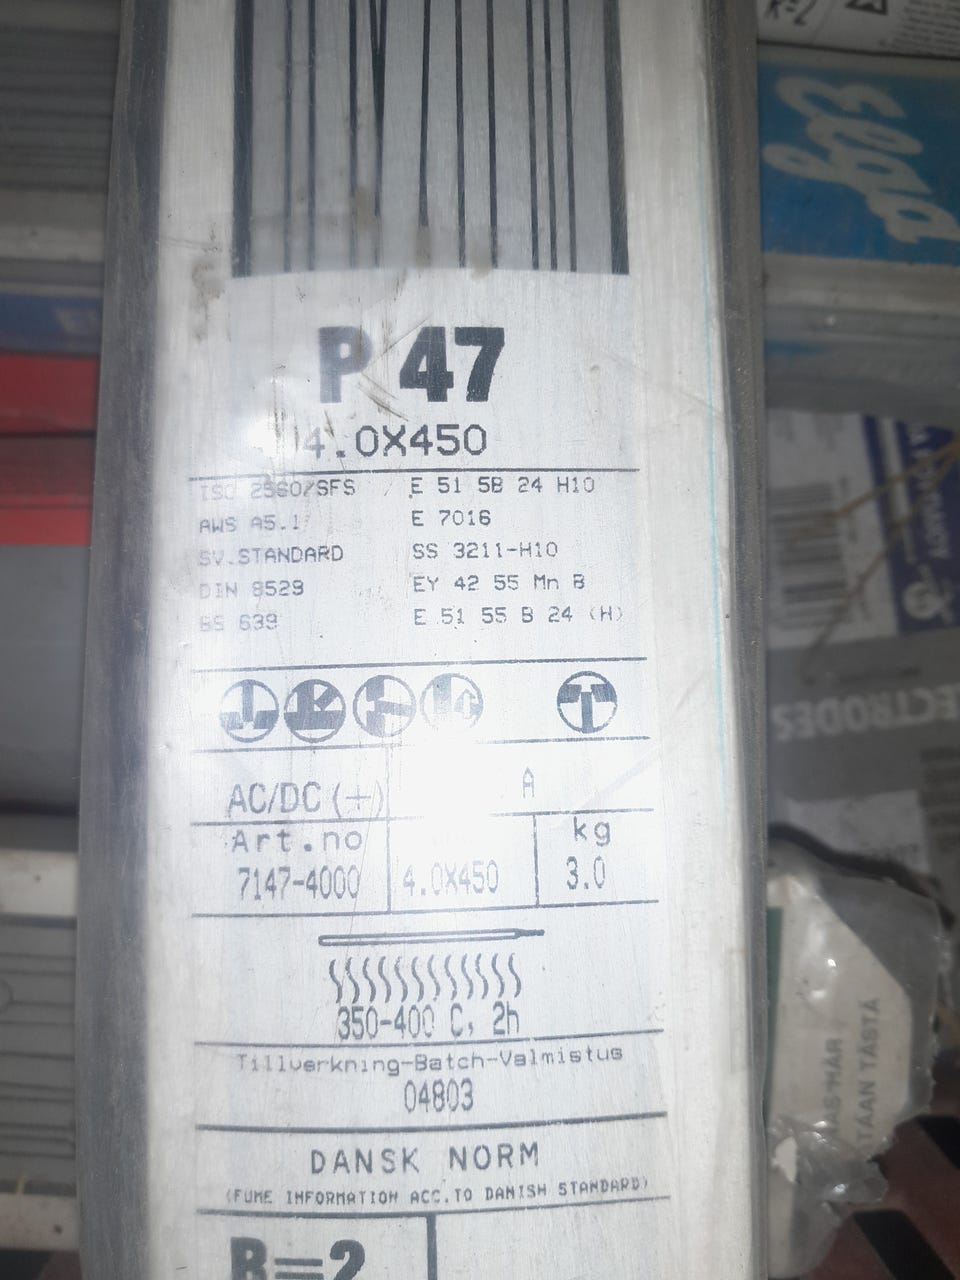 P 47
4.0X450
ISO 2560/SFS E 51 5B 24 H10
AWS A5.1 E 7016
SV.STANDARD SS 3211-H10
DIN 8529 EY 42 55 Mn B
BS 639 E 51 55 B 24 (H)
AC/DC (+) A
Art.no kg
7147-4000 4.0X450 3.0
350-400 C, 2h
Tillverkning-Batch-Valmistus
04803
DANSK NORM
(FUME INFORMATION ACC.TO DANISH STANDARD)
R=2
Elga
R=2